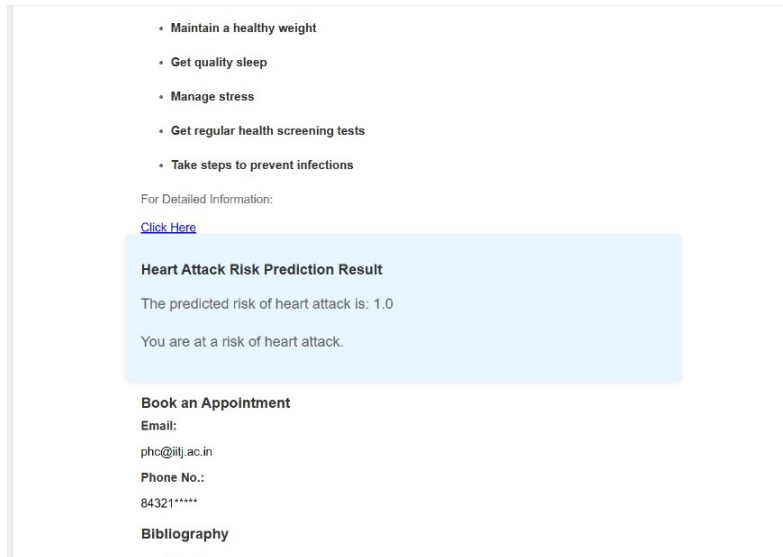 • Maintain a healthy weight
• Get quality sleep
• Manage stress
• Get regular health screening tests
• Take steps to prevent infections
For Detailed Information:
Click Here
Heart Attack Risk Prediction Result
The predicted risk of heart attack is: 1.0
You are at a risk of heart attack.
Book an Appointment
Email:
phc@iitj.ac.in
Phone No.:
84321*****
Bibliography